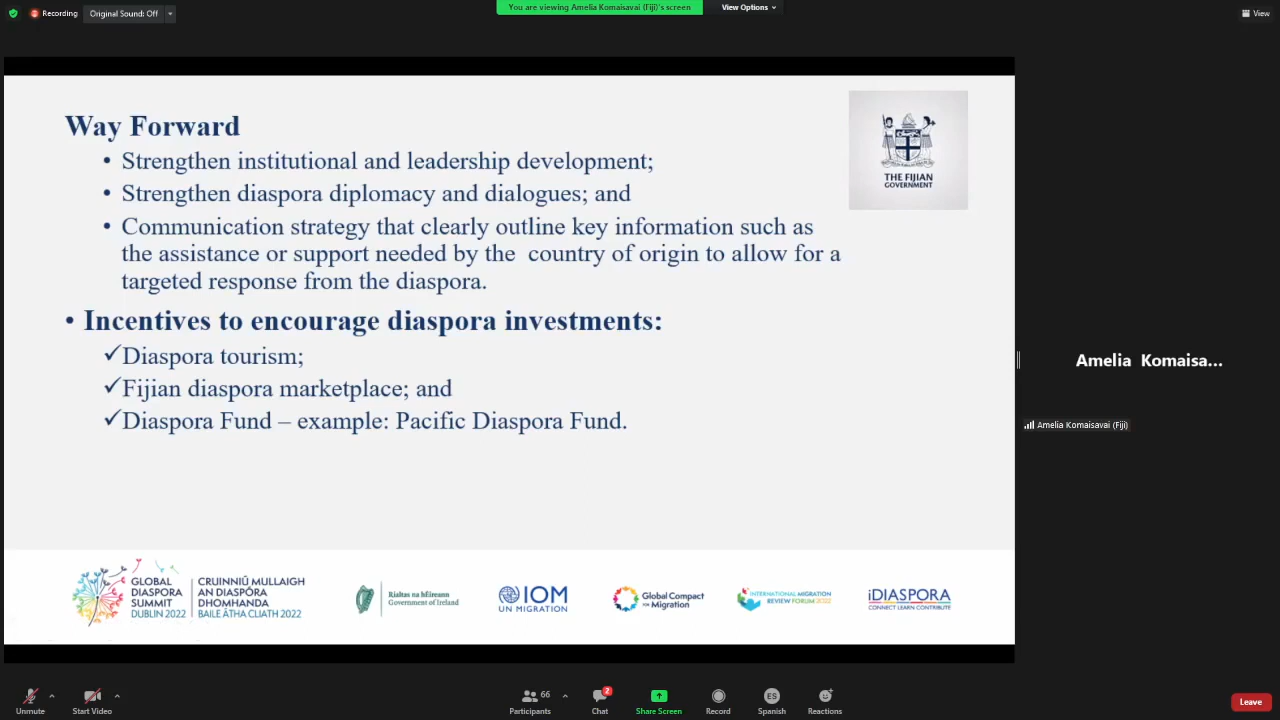 Recording
Original Sound: Off
You are viewing Amelia Komaisavai (Fiji)'s screen
View Options
View
Way Forward
• Strengthen institutional and leadership development;
• Strengthen diaspora diplomacy and dialogues; and
• Communication strategy that clearly outline key information such as
the assistance or support needed by the country of origin to allow for a
targeted response from the diaspora.
• Incentives to encourage diaspora investments:
✓Diaspora tourism;
✓Fijian diaspora marketplace; and
✓Diaspora Fund – example: Pacific Diaspora Fund.
THE FIJIAN
GOVERNMENT
Amelia Komaisa...
Amelia Komaisavai (Fiji)
GLOBAL
DIASPORA
SUMMIT
DUBLIN 2022
CRUINNIÚ MULLAIGH
AN DIASPÓRA
DHOMHANDA
BAILE ÁTHA CLIATH 2022
Rialtas na hÉireann
Government of Ireland
IOM
UN MIGRATION
Global Compact
for Migration
INTERNATIONAL MIGRATION
REVIEW FORUM 2022
iDIASPORA
CONNECT LEARN CONTRIBUTE
Unmute
Start Video
66
Participants
2
Chat
Share Screen
Record
ES
Spanish
Reactions
Leave